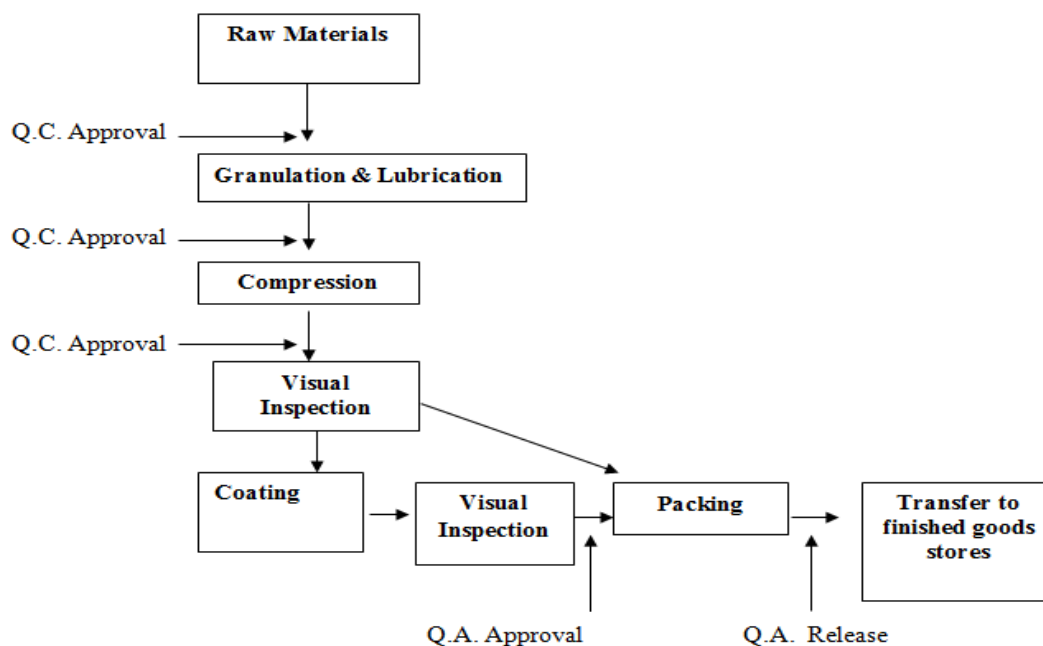 Raw Materials
Q.C. Approval
Granulation & Lubrication
Q.C. Approval
Compression
Q.C. Approval
Visual
Inspection
Coating
Visual
Inspection
Packing
Transfer to
finished goods
stores
Q.A. Approval
Q.A. Release